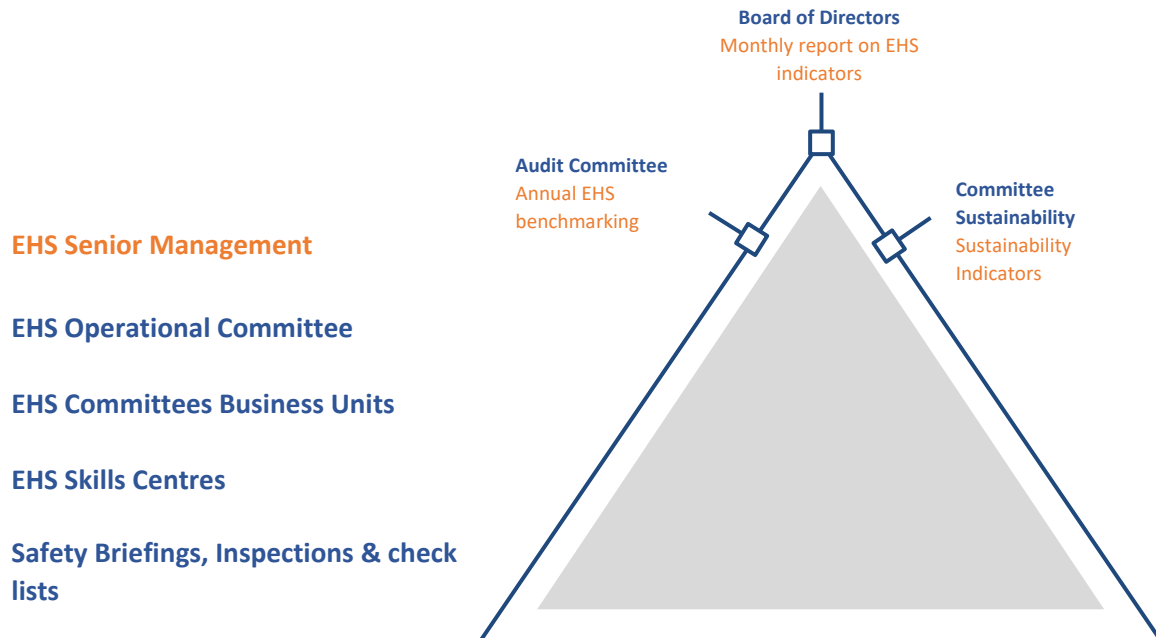 Board of Directors
Monthly report on EHS
indicators
Audit Committee
Annual EHS
benchmarking
Committee
Sustainability
Sustainability
Indicators
EHS Senior Management
EHS Operational Committee
EHS Committees Business Units
EHS Skills Centres
Safety Briefings, Inspections & check
lists